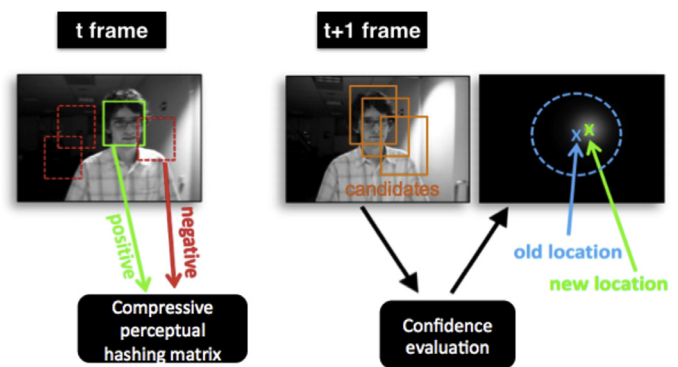 t frame
t+1 frame
candidates
positive
negative
x
x
old location
new location
Compressive
perceptual
hashing matrix
Confidence
evaluation